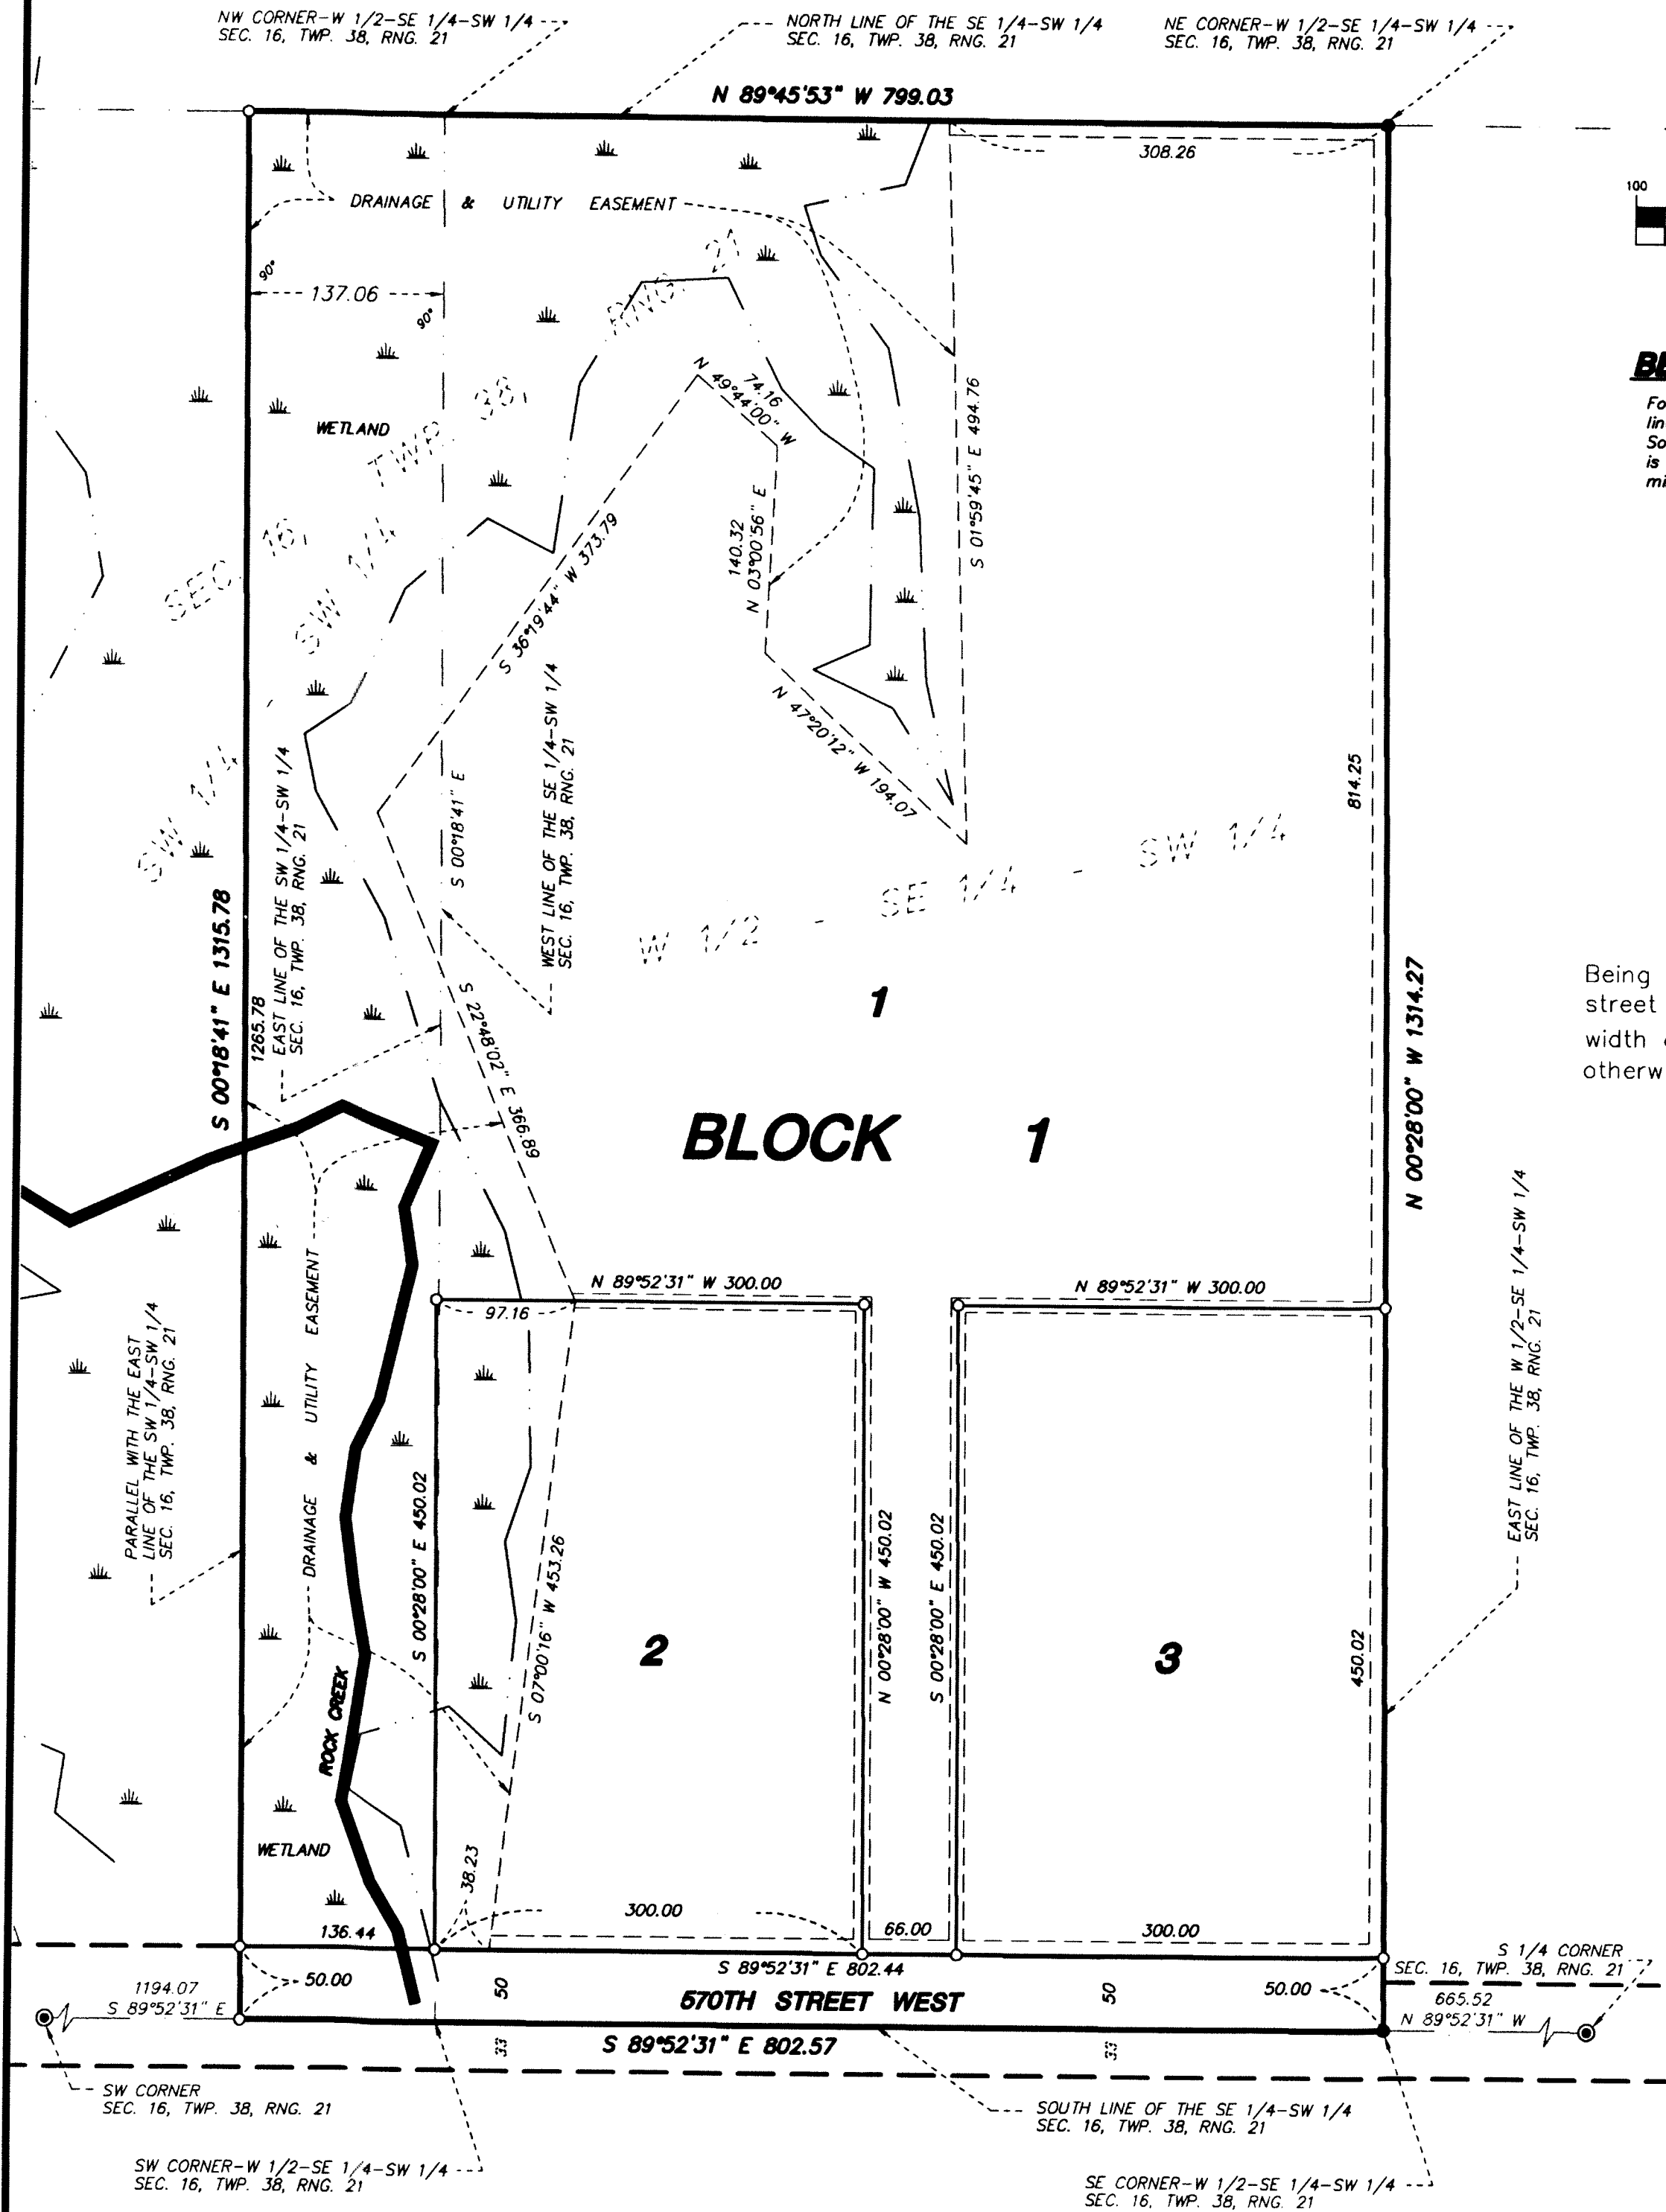 NW CORNER-W 1/2-SE 1/4-SW 1/4
SEC. 16, TWP. 38, RNG. 21
NORTH LINE OF THE SE 1/4-SW 1/4
SEC. 16, TWP. 38, RNG. 21
NE CORNER-W 1/2-SE 1/4-SW 1/4
SEC. 16, TWP. 38, RNG. 21
N 89°45'53" W 799.03
308.26
100
DRAINAGE & UTILITY EASEMENT
90°
137.06
90°
WETLAND
N 49°44'00" W
74.16
140.32
N 03°00'56" E
S 01°59'45" E 494.76
S 36°19'44" W 373.79
N 47°20'12" W 194.07
SEC. 16, TWP. 38, RNG. 21
SW 1/4 SW 1/4
S 00°18'41" E
WEST LINE OF THE SE 1/4-SW 1/4
SEC. 16, TWP. 38, RNG. 21
814.25
W 1/2 - SE 1/4 - SW 1/4
S 00°18'41" E 1315.78
1265.78
EAST LINE OF THE SW 1/4-SW 1/4
SEC. 16, TWP. 38, RNG. 21
S 22°48'02" E 366.89
1
BLOCK 1
N 00°28'00" W 1314.27
Being
street
width
otherw
Fo
lin
So
is
mi
N 89°52'31" W 300.00
97.16
N 89°52'31" W 300.00
PARALLEL WITH THE EAST
LINE OF THE SW 1/4-SW 1/4
SEC. 16, TWP. 38, RNG. 21
DRAINAGE & UTILITY EASEMENT
EAST LINE OF THE W 1/2-SE 1/4-SW 1/4
SEC. 16, TWP. 38, RNG. 21
S 00°28'00" E 450.02
S 07°00'16" W 453.26
N 00°28'00" W 450.02
S 00°28'00" E 450.02
450.02
2
3
ROCK CREEK
WETLAND
38.23
136.44
300.00
66.00
300.00
S 1/4 CORNER
SEC. 16, TWP. 38, RNG. 21
1194.07
S 89°52'31" E
50.00
50
S 89°52'31" E 802.44
570TH STREET WEST
50
50.00
665.52
N 89°52'31" W
33
S 89°52'31" E 802.57
33
SW CORNER
SEC. 16, TWP. 38, RNG. 21
SOUTH LINE OF THE SE 1/4-SW 1/4
SEC. 16, TWP. 38, RNG. 21
SW CORNER-W 1/2-SE 1/4-SW 1/4
SEC. 16, TWP. 38, RNG. 21
SE CORNER-W 1/2-SE 1/4-SW 1/4
SEC. 16, TWP. 38, RNG. 21